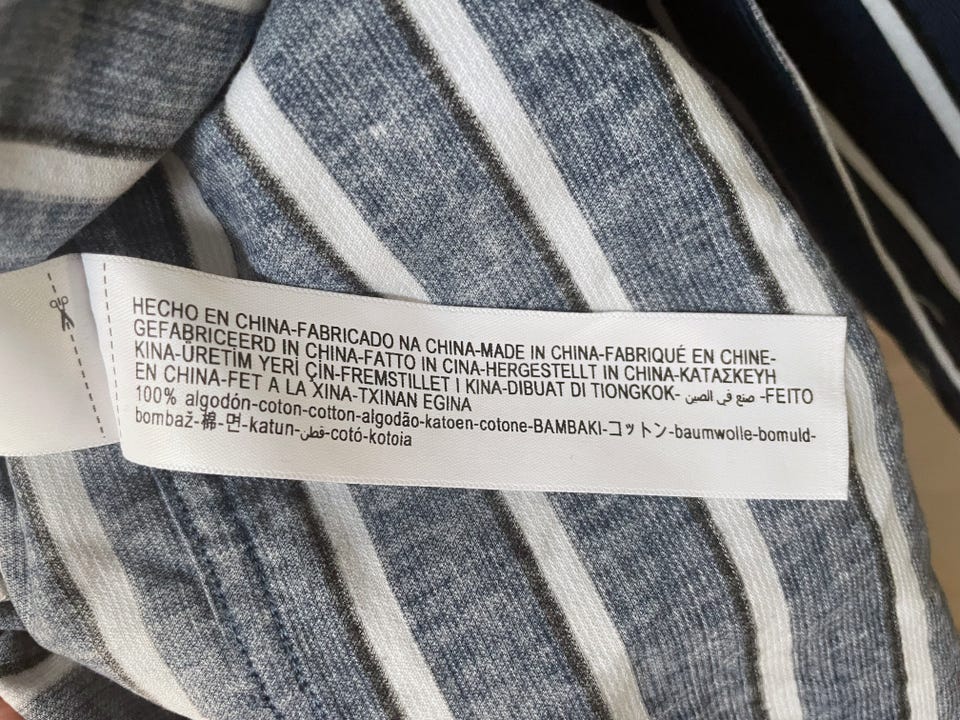 HECHO EN CHINA-FABRICADO NA CHINA-MADE IN CHINA-FABRIQUÉ EN CHINE-
GEFABRICEERD IN CHINA-FATTO IN CINA-HERGESTELLT IN CHINA-ΚΑΤΑΣΚΕΥΗ
KINA-ÜRETİM YERİ ÇİN-FREMSTILLET I KINA-DIBUAT DI TIONGKOK- صنع في الصين -FEITO
EN CHINA-FET A LA XINA-TXINAN EGINA
100% algodón-coton-cotton-algodão-katoen-cotone-BAMBAKI-コットン-baumwolle-bomuld-
bombaž-棉-면-katun-قطن-cotó-kotoia